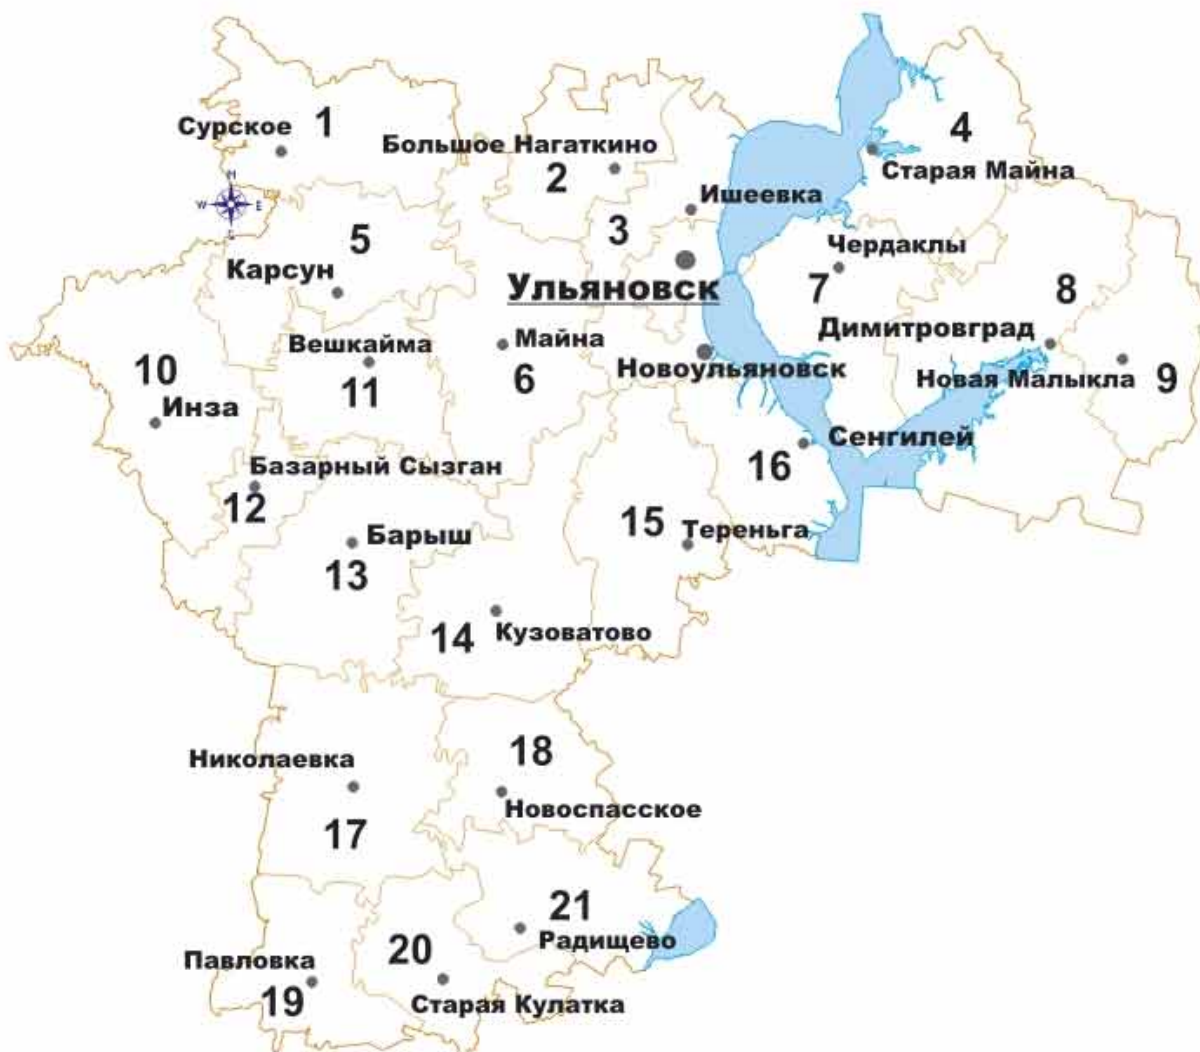 Сурское
1
Большое Нагаткино
2
4
Старая Майна
N
W
E
S
Ишеевка
3
5
Карсун
Чердаклы
7
Ульяновск
8
Димитровград
Вешкайма
11
Майна
6
Новоульяновск
Новая Малыкла
9
10
Инза
Сенгилей
16
Базарный Сызган
12
Барыш
13
15
Тереньга
14
Кузоватово
Николаевка
17
18
Новоспасское
21
Радищево
Павловка
19
20
Старая Кулатка